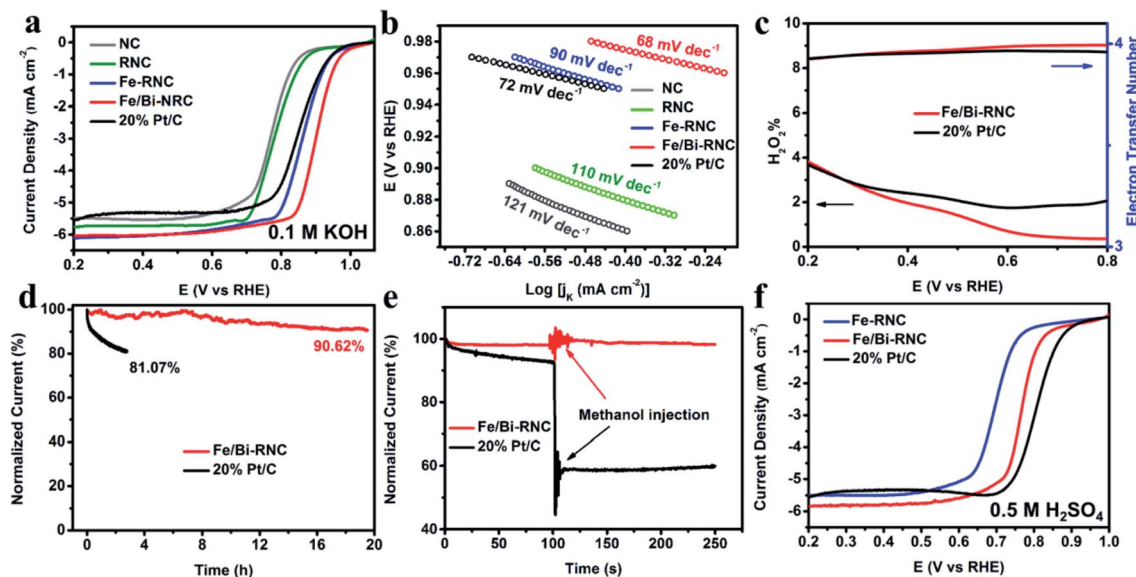 a
Current Density (mA cm⁻²)
0
-1
-2
-3
-4
-5
-6
NC
RNC
Fe-RNC
Fe/Bi-NRC
20% Pt/C
0.1 M KOH
0.2 0.4 0.6 0.8 1.0
E (V vs RHE)
b
E (V vs RHE)
0.98
0.96
0.94
0.92
0.90
0.88
0.86
68 mV dec⁻¹
90 mV dec⁻¹
72 mV dec⁻¹
110 mV dec⁻¹
121 mV dec⁻¹
NC
RNC
Fe-RNC
Fe/Bi-RNC
20% Pt/C
-0.72 -0.64 -0.56 -0.48 -0.40 -0.32 -0.24
Log [jK (mA cm⁻²)]
c
H₂O₂%
10
8
6
4
2
0
Fe/Bi-RNC
20% Pt/C
4
3
Electron Transfer Number
0.2 0.4 0.6 0.8
E (V vs RHE)
d
Normalized Current (%)
100
80
60
40
20
0
81.07%
90.62%
Fe/Bi-RNC
20% Pt/C
0 4 8 12 16 20
Time (h)
e
Normalized Current (%)
120
100
80
60
40
Fe/Bi-RNC
20% Pt/C
Methanol injection
0 50 100 150 200 250
Time (s)
f
Current Density (mA cm⁻²)
0
-1
-2
-3
-4
-5
-6
Fe-RNC
Fe/Bi-RNC
20% Pt/C
0.5 M H₂SO₄
0.2 0.3 0.4 0.5 0.6 0.7 0.8 0.9 1.0
E (V vs RHE)